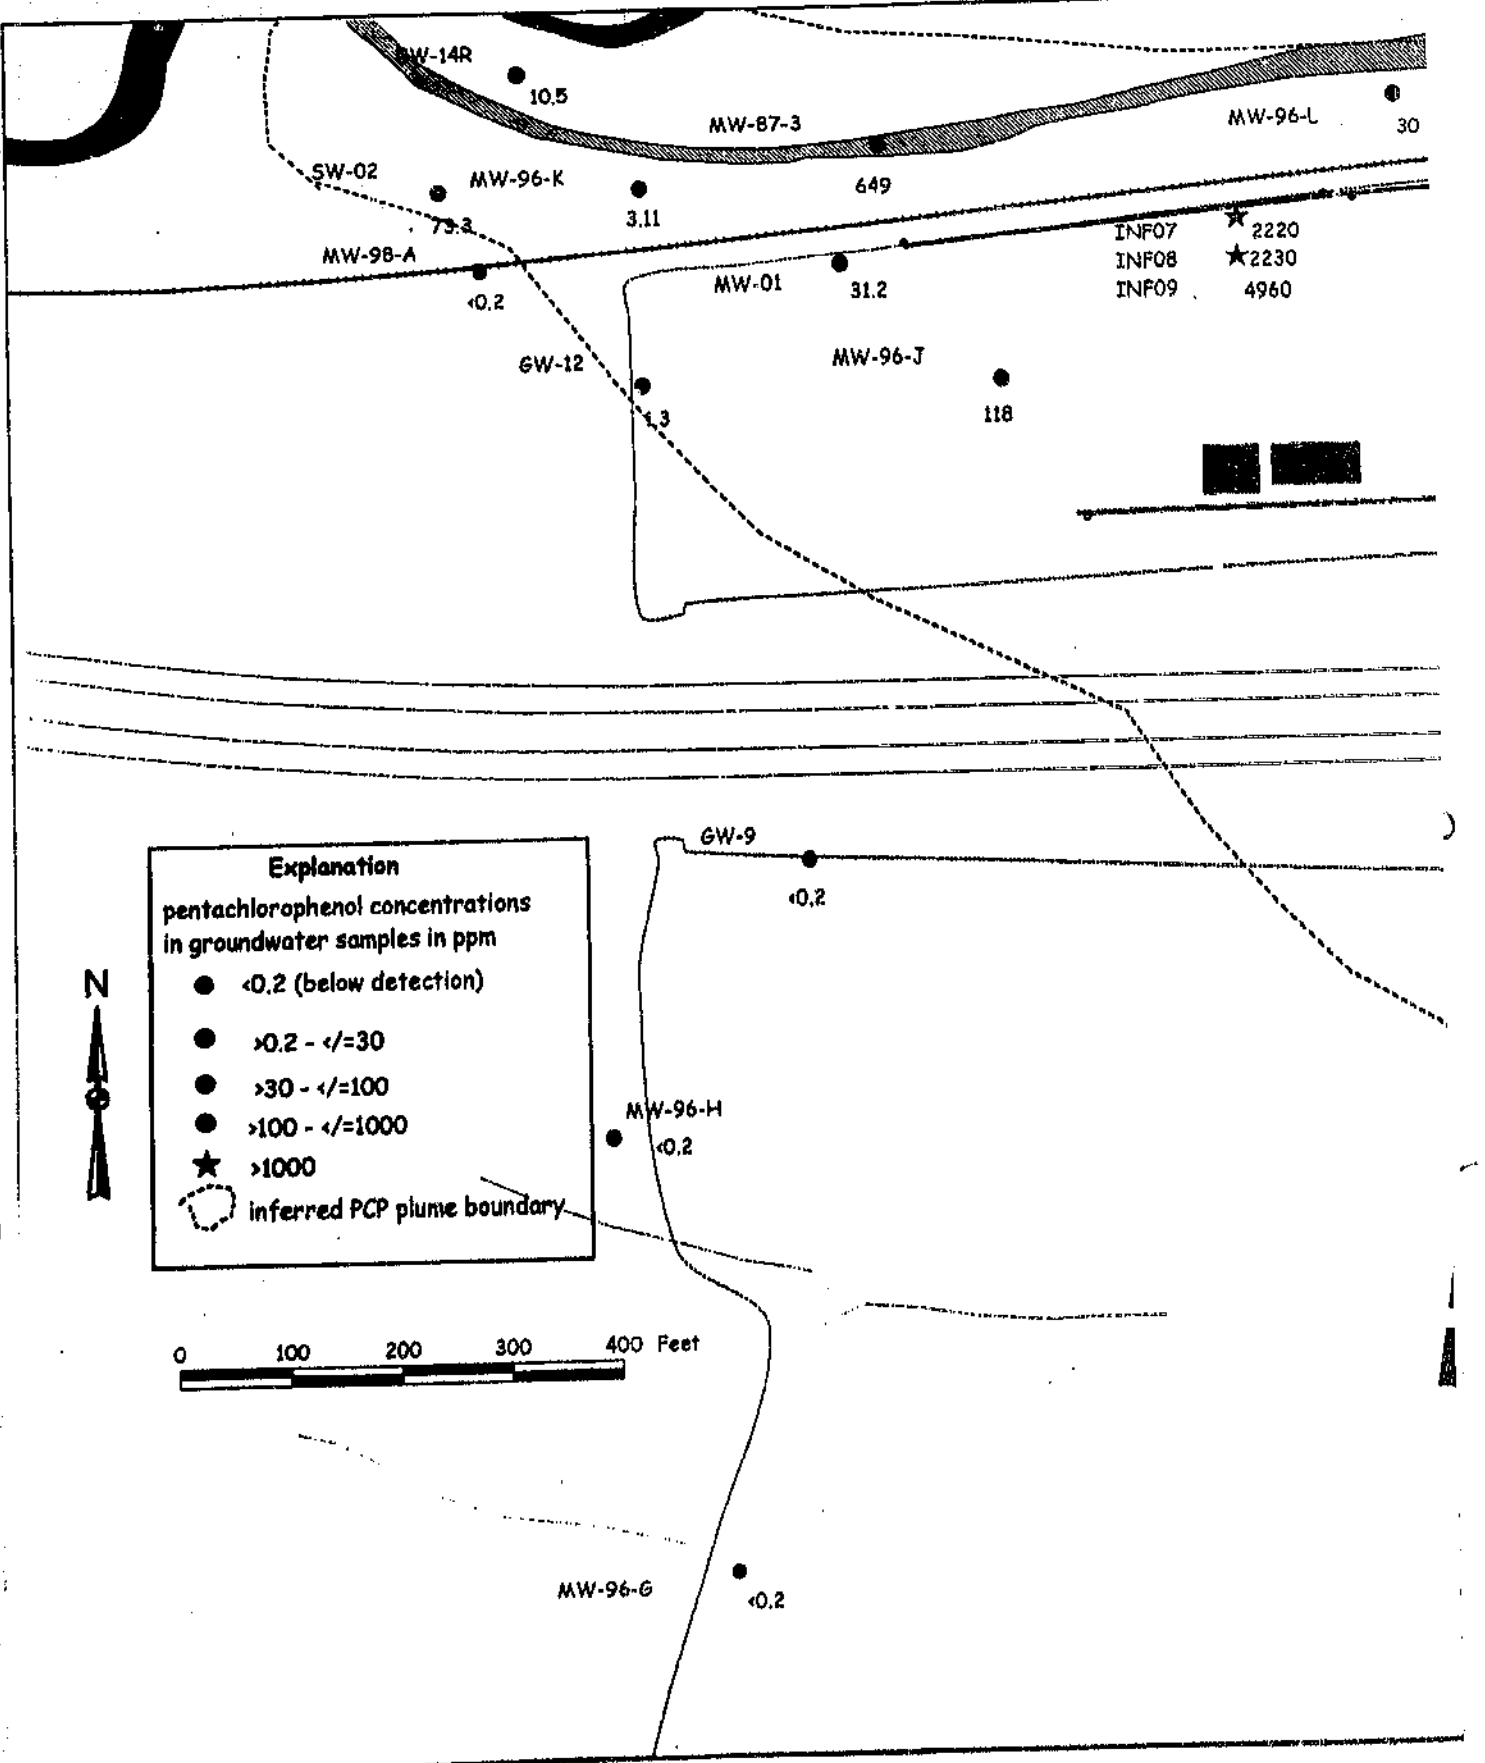 GW-14R
10.5
MW-87-3
MW-96-L
30
SW-02
MW-96-K
73.3
3.11
649
MW-98-A
<0.2
MW-01
31.2
INF07 2220
INF08 2230
INF09 4960
GW-12
1.3
MW-96-J
118
GW-9
<0.2
Explanation
pentachlorophenol concentrations
in groundwater samples in ppm
<0.2 (below detection)
>0.2 - </=30
>30 - </=100
>100 - </=1000
>1000
inferred PCP plume boundary
N
MW-96-H
<0.2
0 100 200 300 400 Feet
MW-96-G
<0.2